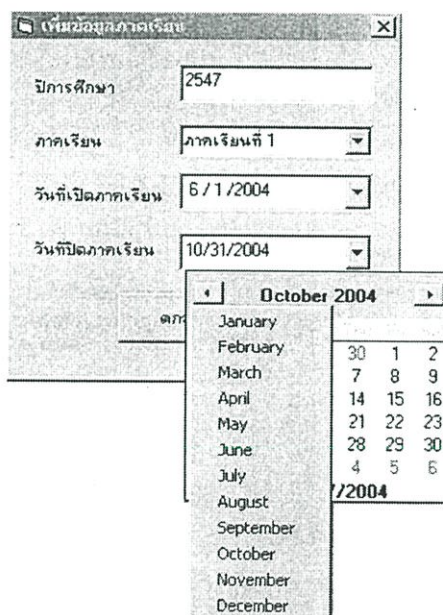 เพิ่มข้อมูลภาคเรียน
ปีการศึกษา 2547
ภาคเรียน ภาคเรียนที่ 1
วันที่เปิดภาคเรียน 6 / 1 /2004
วันที่ปิดภาคเรียน 10/31/2004
October 2004
January
February
March
April
May
June
July
August
September
October
November
December
30 1 2
7 8 9
14 15 16
21 22 23
28 29 30
4 5 6
/2004